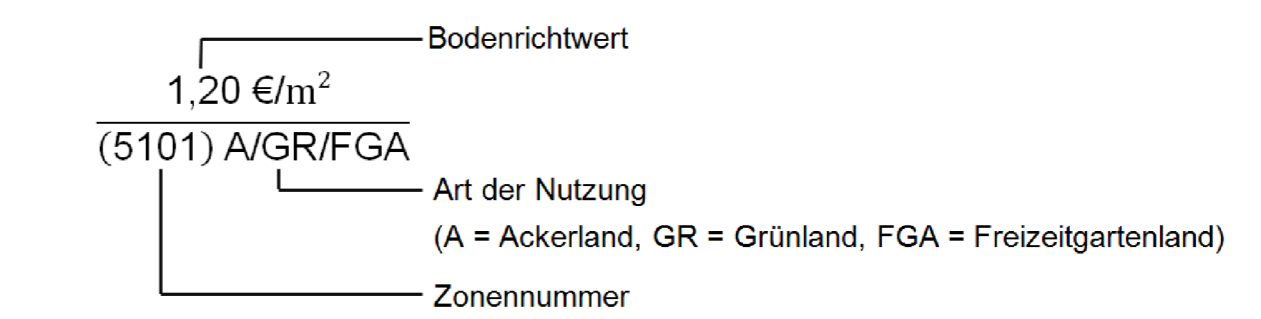 Bodenrichtwert
1,20 €/m²
(5101) A/GR/FGA
Art der Nutzung
(A = Ackerland, GR = Grünland, FGA = Freizeitgartenland)
Zonennummer